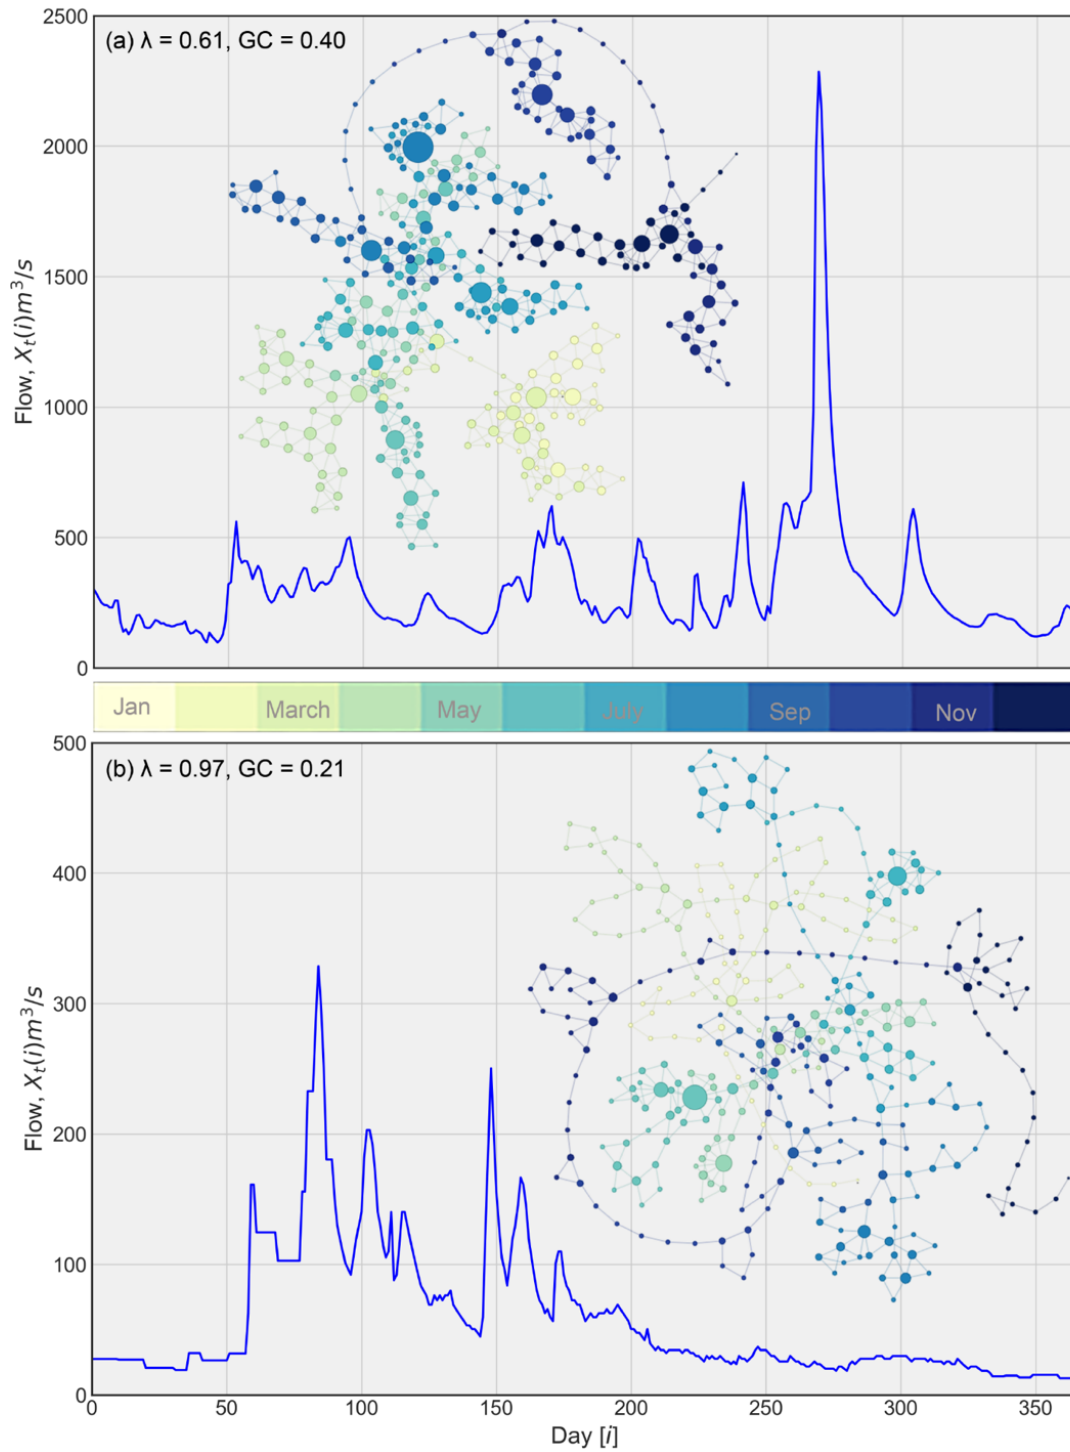 2500
(a) λ = 0.61, GC = 0.40
2000
1500
1000
500
0
Flow, X_t(i)m³/s
Jan March May July Sep Nov
500
(b) λ = 0.97, GC = 0.21
400
300
200
100
0
Flow, X_t(i)m³/s
0 50 100 150 200 250 300 350
Day [i]